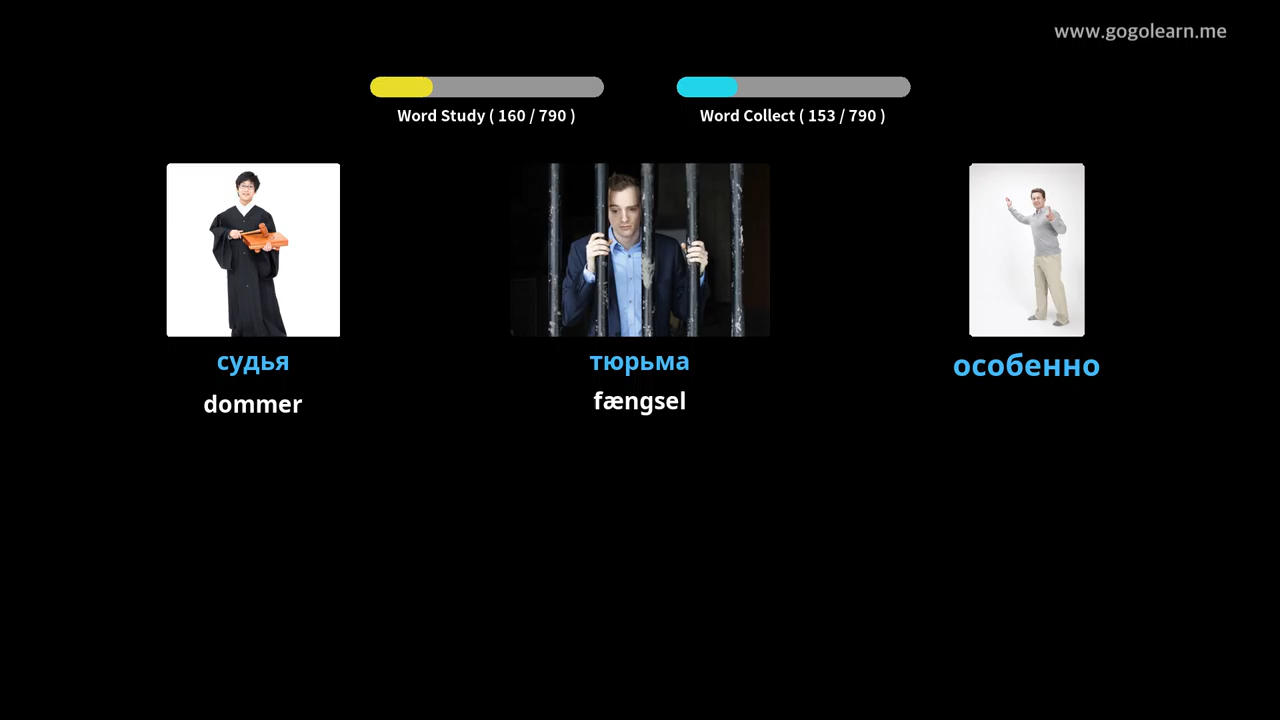 www.gogolearn.me
Word Study ( 160 / 790 )
Word Collect ( 153 / 790 )
судья
тюрьма
особенно
dommer
fængsel